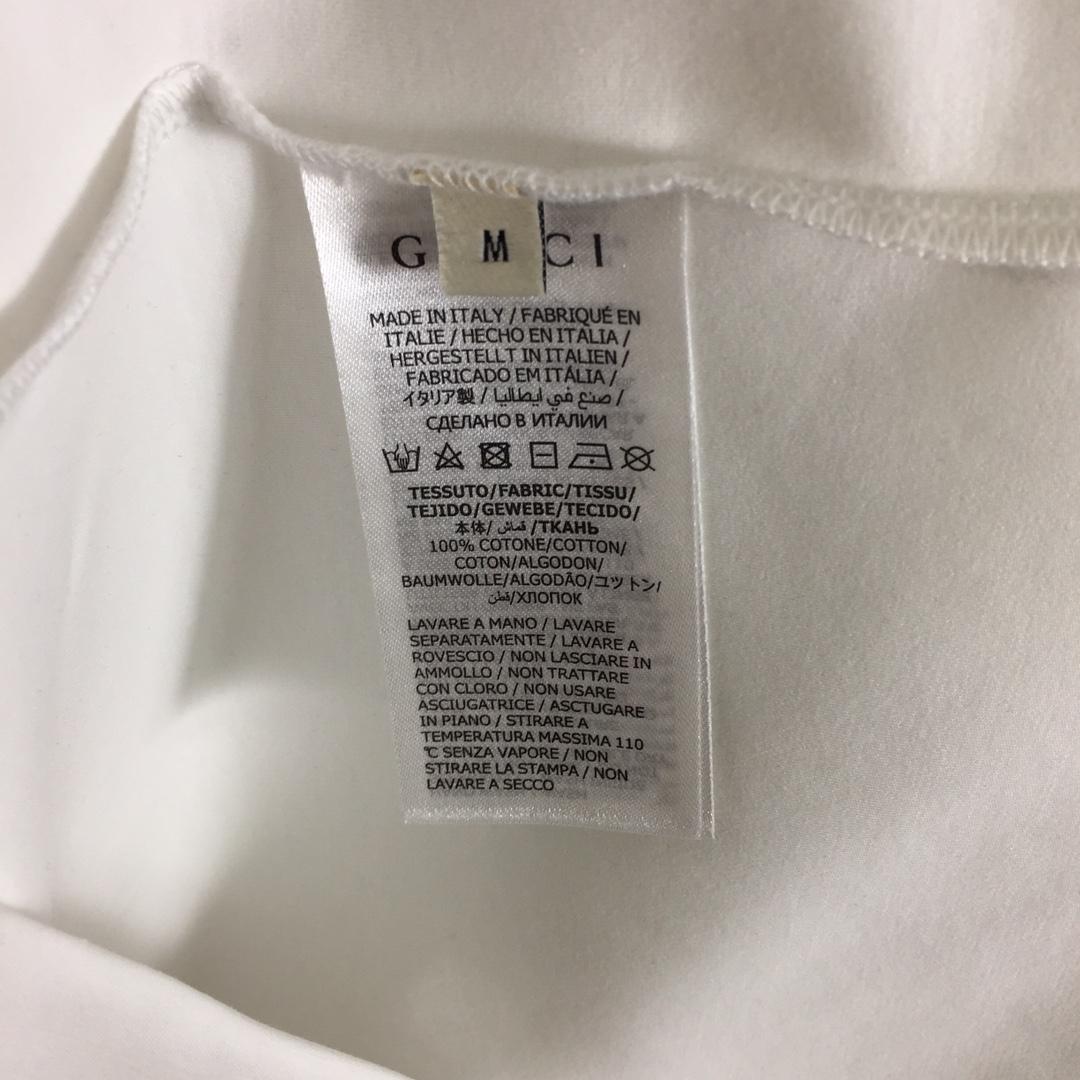 G CI
M
MADE IN ITALY / FABRIQUÉ EN
ITALIE / HECHO EN ITALIA /
HERGESTELLT IN ITALIEN /
FABRICADO EM ITÁLIA /
イタリア製 / صنع في ايطاليا /
СДЕЛАНО В ИТАЛИИ
TESSUTO/FABRIC/TISSU/
TEJIDO/GEWEBE/TECIDO/
本体/ قماش /ТКАНЬ
100% COTONE/COTTON/
COTON/ALGODON/
BAUMWOLLE/ALGODÃO/ユットン/
قطن/ХЛОПОК
LAVARE A MANO / LAVARE
SEPARATAMENTE / LAVARE A
ROVESCIO / NON LASCIARE IN
AMMOLLO / NON TRATTARE
CON CLORO / NON USARE
ASCIUGATRICE / ASCTUGARE
IN PIANO / STIRARE A
TEMPERATURA MASSIMA 110
℃ SENZA VAPORE / NON
STIRARE LA STAMPA / NON
LAVARE A SECCO